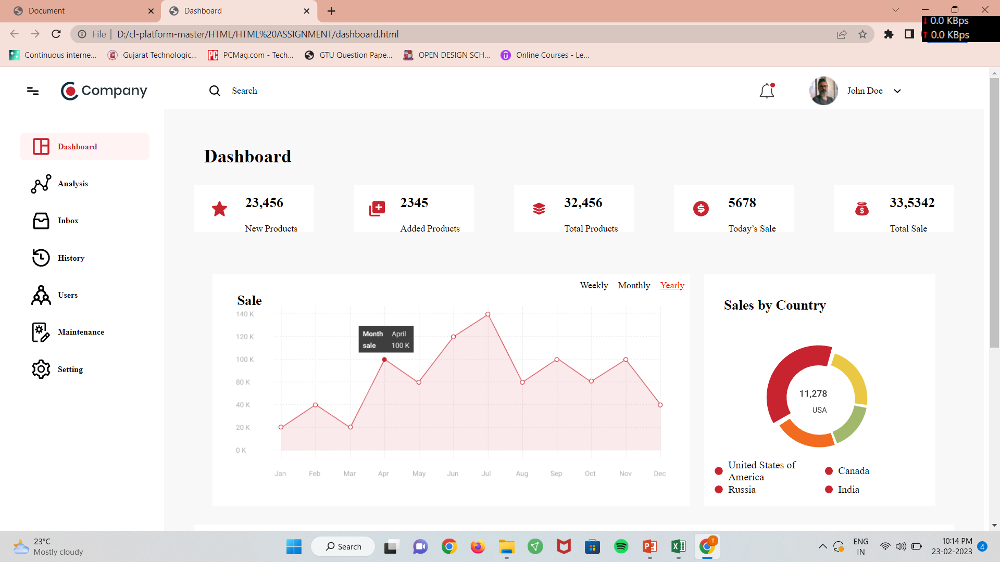 Document
Dashboard
0.0 KBps
File | D:/cl-platform-master/HTML/HTML%20ASSIGNMENT/dashboard.html
0.0 KBps
Continuous interne...
Gujarat Technologic...
PC
PCMag.com - Tech...
GTU Question Pape...
OPEN DESIGN SCH...
Online Courses - Le...
Company
Search
John Doe
Dashboard
Analysis
Inbox
History
Users
Maintenance
Setting
Dashboard
23,456
New Products
2345
Added Products
32,456
Total Products
5678
Today’s Sale
33,5342
Total Sale
Weekly Monthly Yearly
Sale
140 K
120 K
100 K
80 K
40 K
20 K
0 K
Month April
sale 100 K
Jan Feb Mar Apr May Jun Jul Aug Sep Oct Nov Dec
Sales by Country
11,278
USA
United States of
America
Canada
Russia
India
23°C
Mostly cloudy
Search
T
ENG
IN
10:14 PM
23-02-2023
4